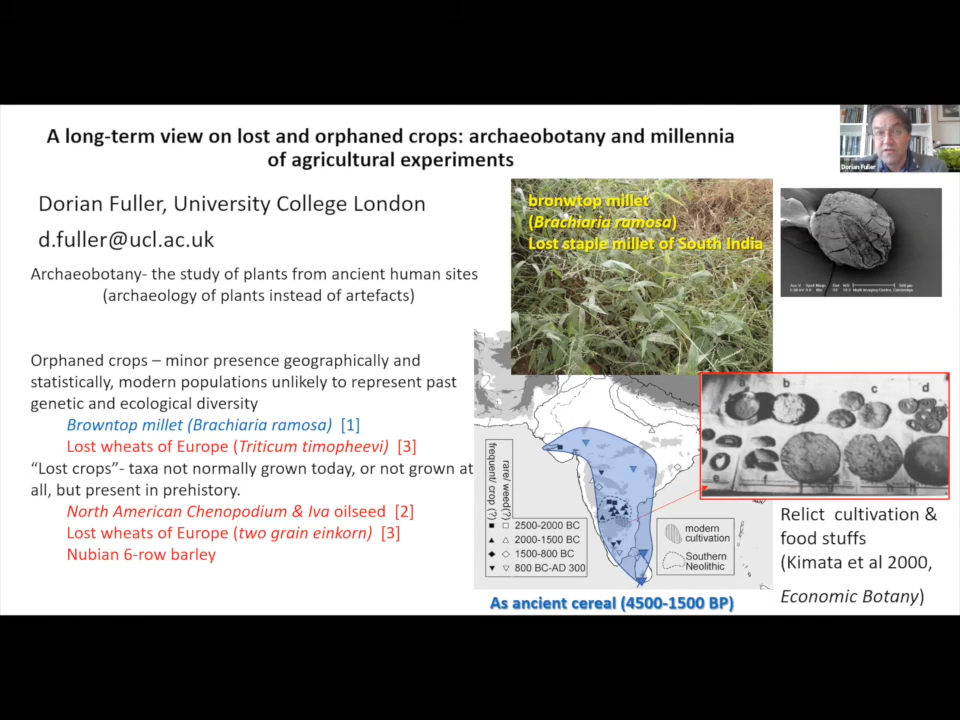 A long-term view on lost and orphaned crops: archaeobotany and millennia
of agricultural experiments
Dorian Fuller
Dorian Fuller, University College London
d.fuller@ucl.ac.uk
Archaeobotany- the study of plants from ancient human sites
(archaeology of plants instead of artefacts)
Orphaned crops – minor presence geographically and
statistically, modern populations unlikely to represent past
genetic and ecological diversity
Browntop millet (Brachiaria ramosa) [1]
Lost wheats of Europe (Triticum timopheevi) [3]
“Lost crops”- taxa not normally grown today, or not grown at
all, but present in prehistory.
North American Chenopodium & Iva oilseed [2]
Lost wheats of Europe (two grain einkorn) [3]
Nubian 6-row barley
bronwtop millet
(Brachiaria ramosa)
Lost staple millet of South India
a
b
c
d
e
f
frequent/ crop (?)
rare/ weed(?)
2500-2000 BC
2000-1500 BC
1500-800 BC
800 BC-AD 300
modern
cultivation
Southern
Neolithic
As ancient cereal (4500-1500 BP)
Relict cultivation &
food stuffs
(Kimata et al 2000,
Economic Botany)